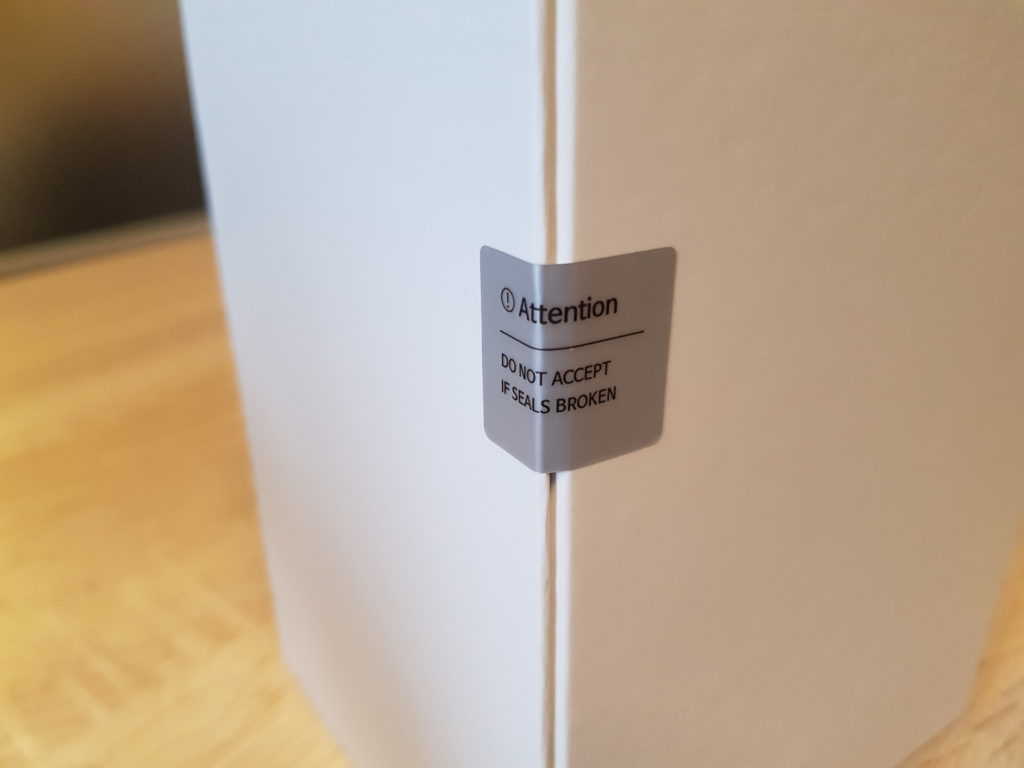 Attention
DO NOT ACCEPT
IF SEALS BROKEN